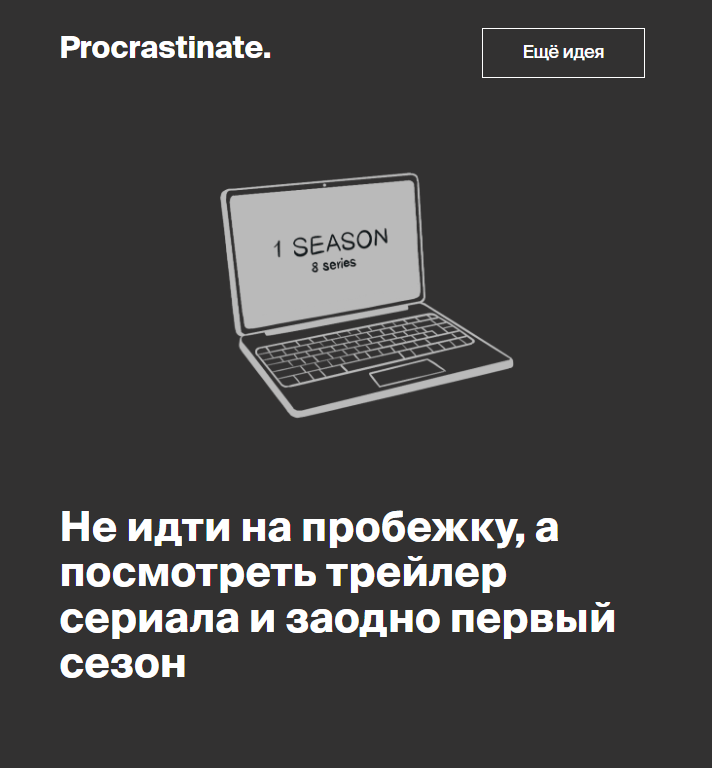 Procrastinate.
Ещё идея
1 SEASON
8 series
Не идти на пробежку, а
посмотреть трейлер
сериала и заодно первый
сезон